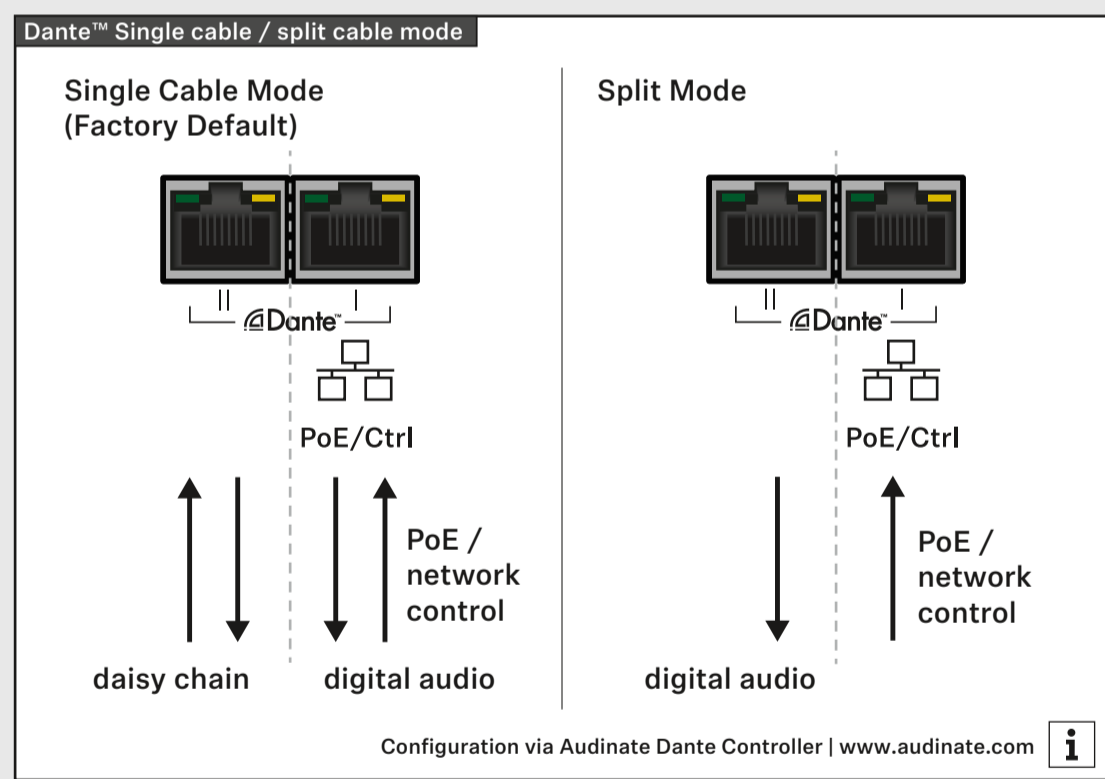 Dante™ Single cable / split cable mode
Single Cable Mode
(Factory Default)
II I
Dante™
PoE/Ctrl
PoE /
network
control
daisy chain digital audio
Split Mode
II I
Dante™
PoE/Ctrl
PoE /
network
control
digital audio
Configuration via Audinate Dante Controller | www.audinate.com i